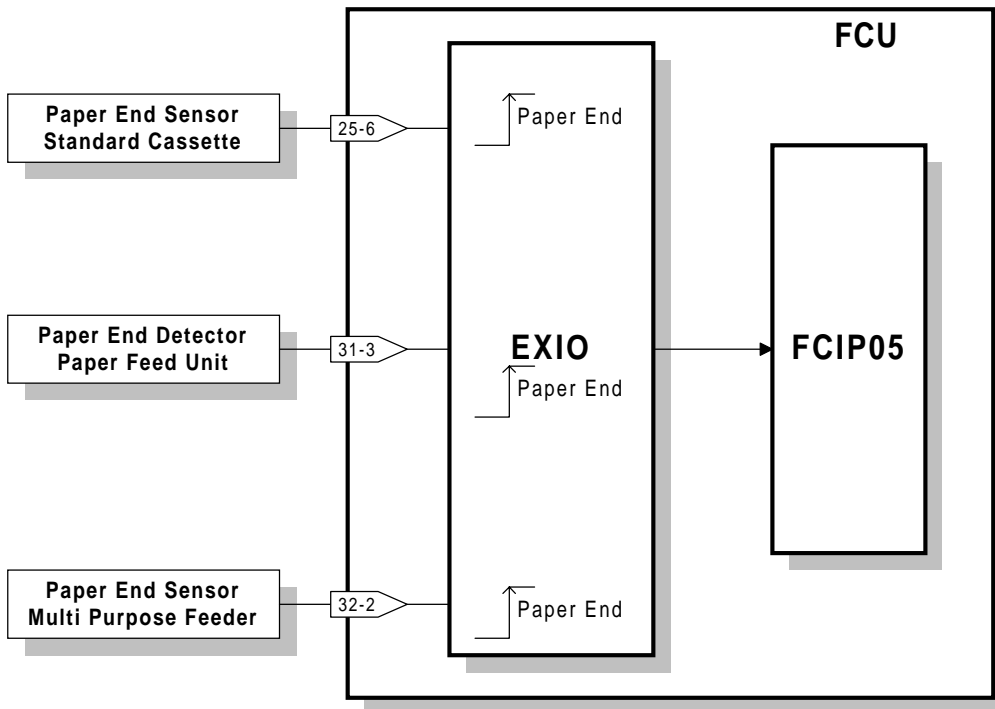 FCU
Paper End Sensor
Standard Cassette
25-6
Paper End
Paper End Detector
Paper Feed Unit
31-3
EXIO
Paper End
FCIP05
Paper End Sensor
Multi Purpose Feeder
32-2
Paper End